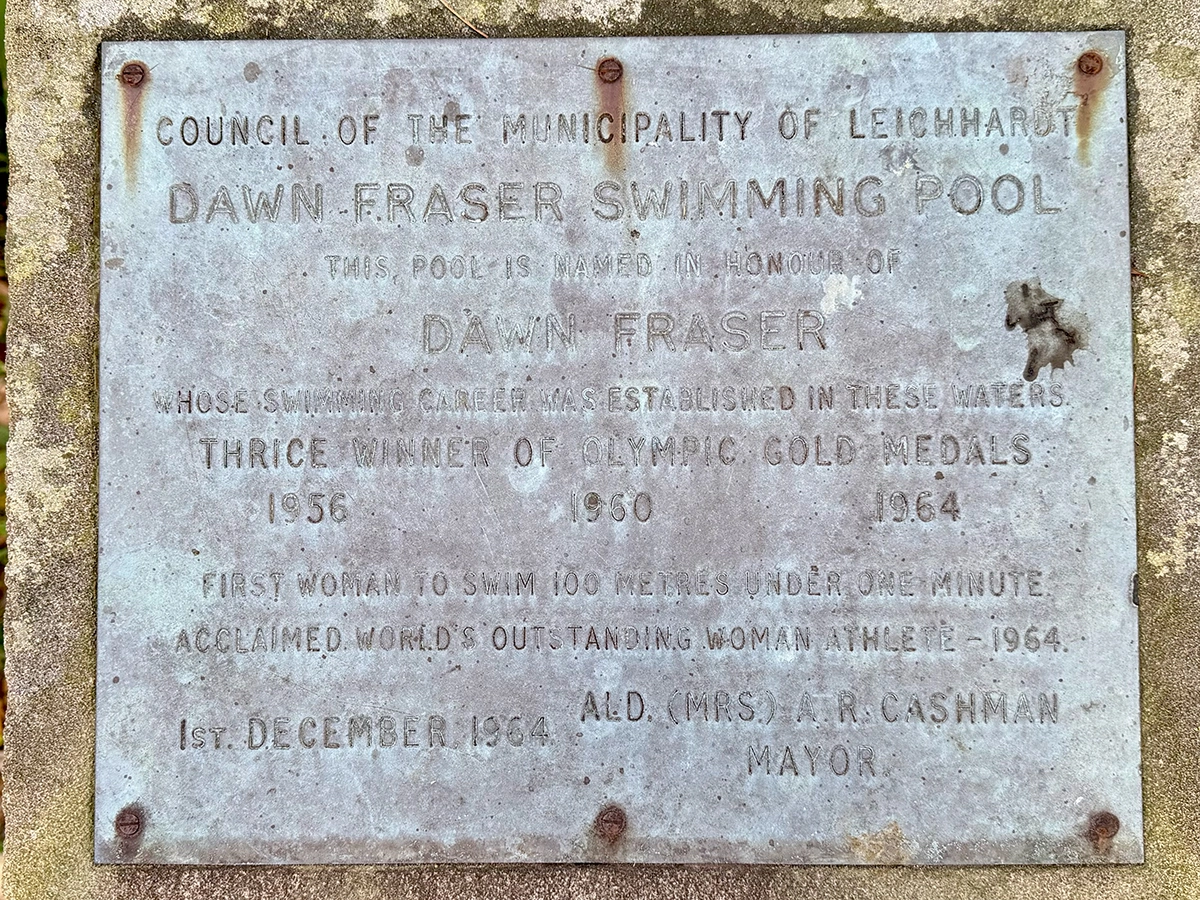 COUNCIL OF THE MUNICIPALITY OF LEICHHARDT
DAWN FRASER SWIMMING POOL
THIS POOL IS NAMED IN HONOUR OF
DAWN FRASER
WHOSE SWIMMING CAREER WAS ESTABLISHED IN THESE WATERS.
THRICE WINNER OF OLYMPIC GOLD MEDALS
1956 1960 1964
FIRST WOMAN TO SWIM 100 METRES UNDER ONE MINUTE.
ACCLAIMED WORLD'S OUTSTANDING WOMAN ATHLETE – 1964.
1ST. DECEMBER 1964 ALD. (MRS.) A. R. CASHMAN
MAYOR.